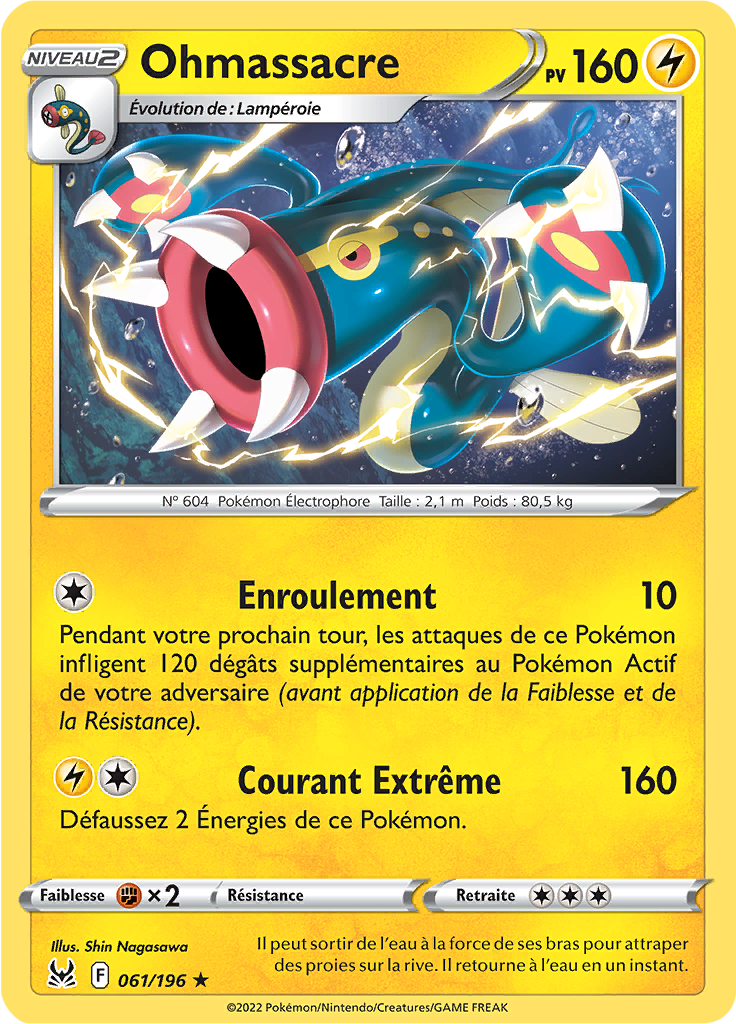 NIVEAU 2
Ohmassacre
PV 160
Évolution de : Lampéroie
Nº 604 Pokémon Électrophore Taille : 2,1 m Poids : 80,5 kg
Enroulement 10
Pendant votre prochain tour, les attaques de ce Pokémon
infligent 120 dégâts supplémentaires au Pokémon Actif
de votre adversaire (avant application de la Faiblesse et de
la Résistance).
Courant Extrême 160
Défaussez 2 Énergies de ce Pokémon.
Faiblesse ×2 Résistance Retraite
Illus. Shin Nagasawa
Il peut sortir de l'eau à la force de ses bras pour attraper
des proies sur la rive. Il retourne à l'eau en un instant.
F 061/196 ★
©2022 Pokémon/Nintendo/Creatures/GAME FREAK